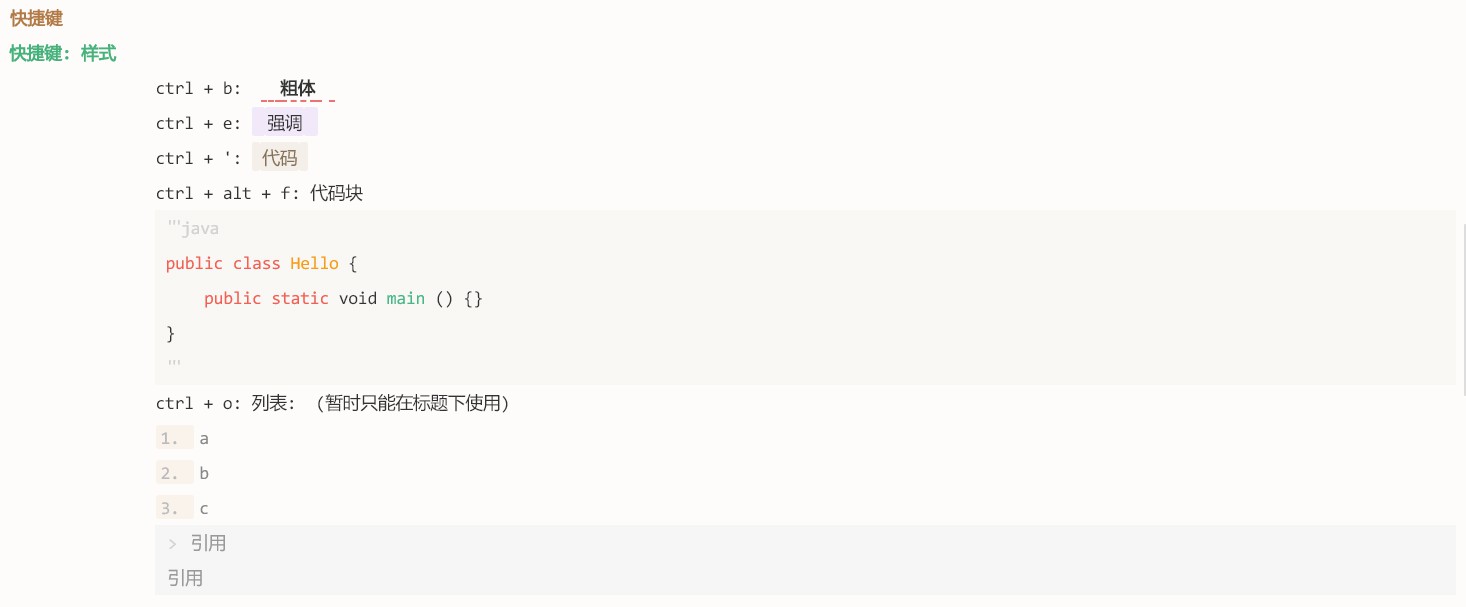 快捷键
快捷键: 样式
ctrl + b: 粗体
ctrl + e: 强调
ctrl + ': 代码
ctrl + alt + f: 代码块
'''java
public class Hello {
    public static void main () {}
}
'''
ctrl + o: 列表: (暂时只能在标题下使用)
1. a
2. b
3. c
> 引用
引用